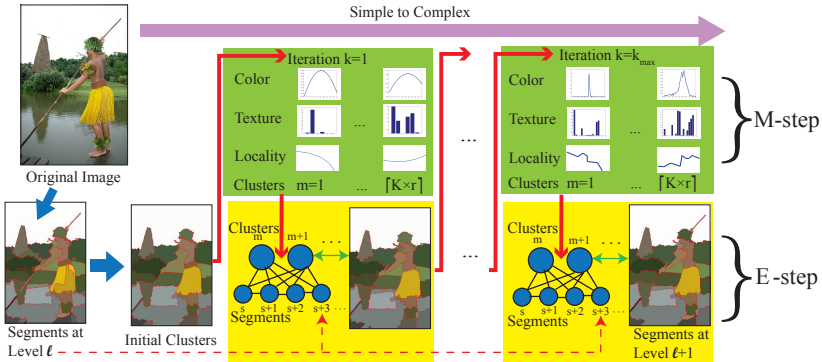 Simple to Complex
Original Image
Iteration k=1
Color
Texture
...
Locality
Clusters m=1 ... ⌈K×r⌉
...
Iteration k=k_max
Color
Texture
...
Locality
Clusters m=1 ... ⌈K×r⌉
M-step
Segments at
Level ℓ
Initial Clusters
Clusters
m m+1 ...
s s+1 s+2 s+3 ...
Segments
...
Clusters
m m+1 ...
s s+1 s+2 s+3 ...
Segments
Segments at
Level ℓ+1
E-step